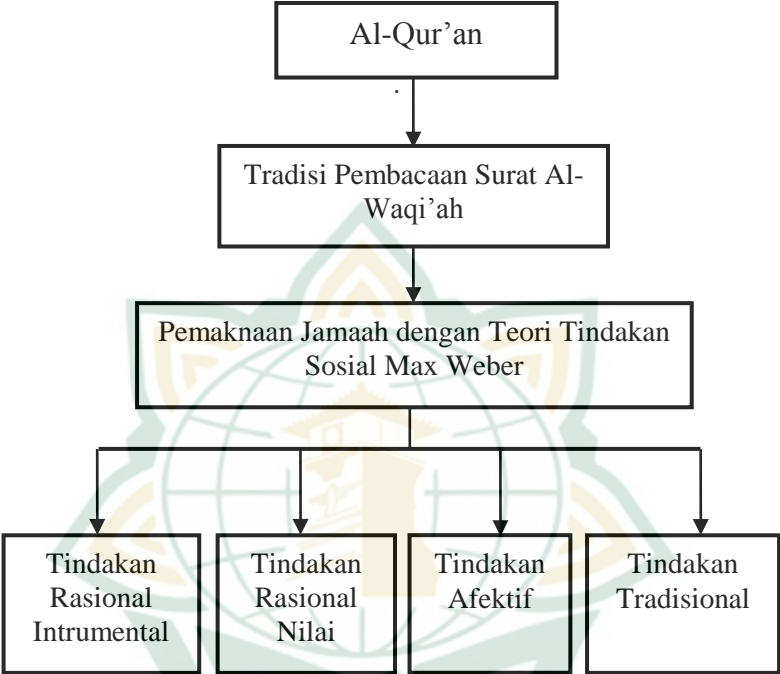 Al-Qur’an
.
Tradisi Pembacaan Surat Al-
Waqi’ah
Pemaknaan Jamaah dengan Teori Tindakan
Sosial Max Weber
Tindakan
Rasional
Intrumental
Tindakan
Rasional
Nilai
Tindakan
Afektif
Tindakan
Tradisional